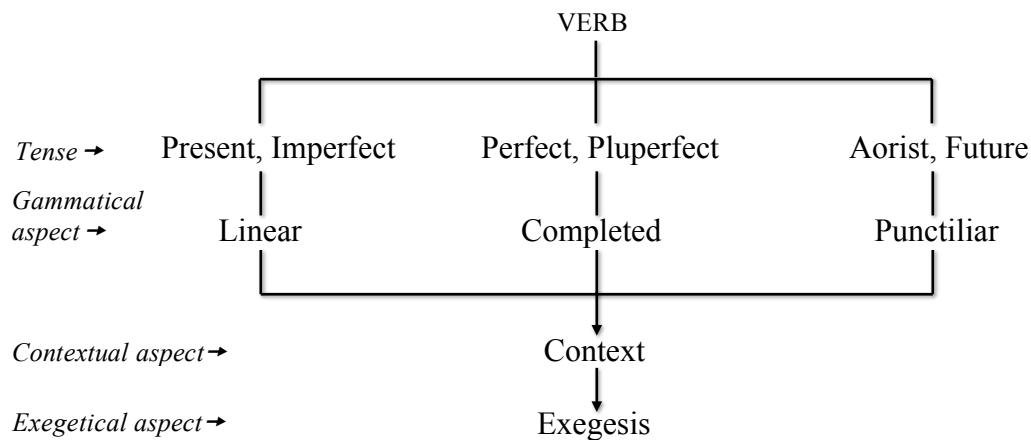 VERB
Tense → Present, Imperfect Perfect, Pluperfect Aorist, Future
Gammatical
aspect → Linear Completed Punctiliar
Contextual aspect → Context
Exegetical aspect → Exegesis